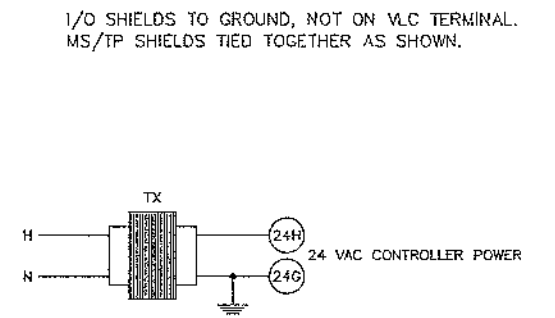 I/O SHIELDS TO GROUND, NOT ON VLC TERMINAL.
MS/TP SHIELDS TIED TOGETHER AS SHOWN.
TX
H
24H
24 VAC CONTROLLER POWER
N
24G